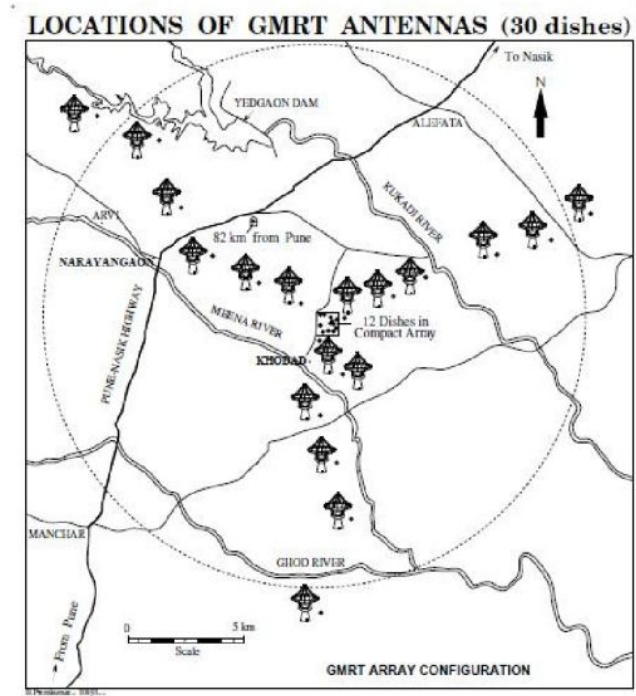 LOCATIONS OF GMRT ANTENNAS (30 dishes)
To Nasik
N
YEDGAON DAM
ALEFATA
KUKADI RIVER
ARVI
82 km from Pune
NARAYANGAON
MEENA RIVER
12 Dishes in
Compact Array
PUNE-NASIK HIGHWAY
KHODAD
MANCHAR
GHOD RIVER
0 5 km
Scale
From Pune
GMRT ARRAY CONFIGURATION